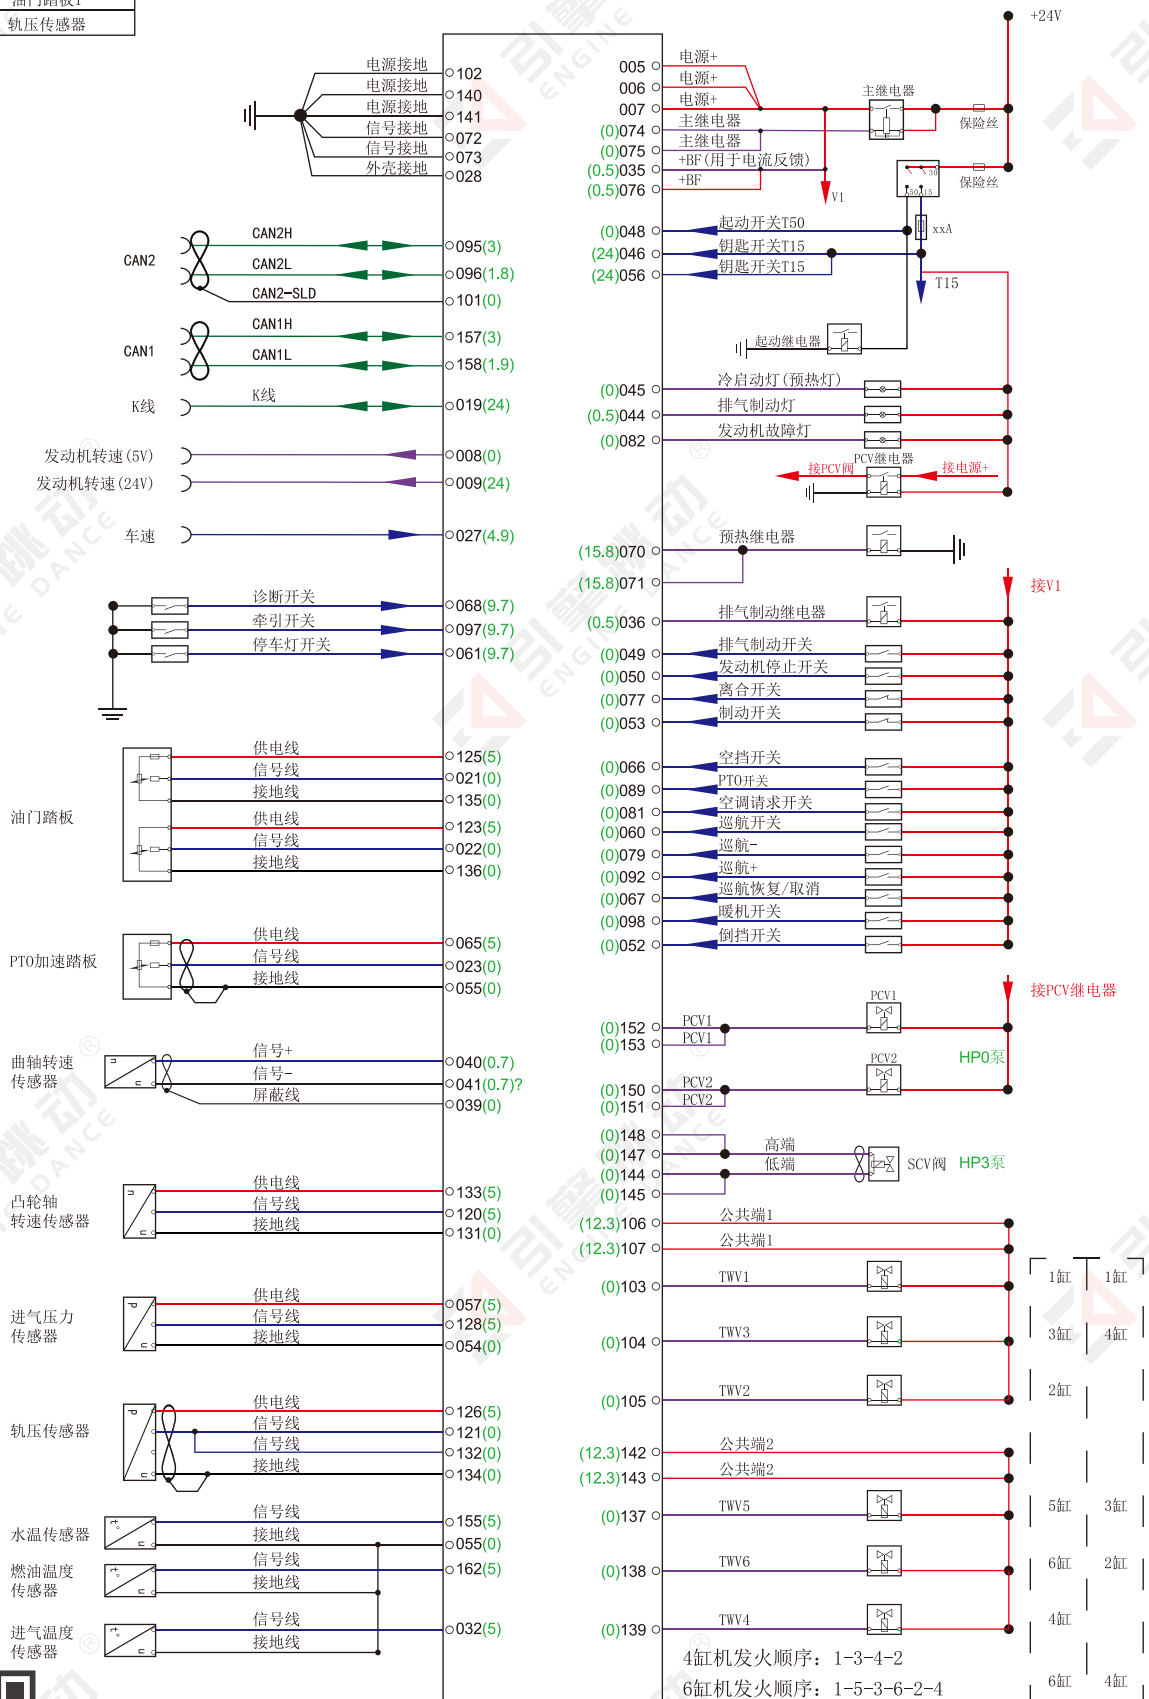 轨压传感器
电源接地 102
电源接地 140
电源接地 141
信号接地 072
信号接地 073
外壳接地 028
CAN2
CAN2H 095(3)
CAN2L 096(1.8)
CAN2-SLD 101(0)
CAN1
CAN1H 157(3)
CAN1L 158(1.9)
K线 K线 019(24)
发动机转速(5V) 008(0)
发动机转速(24V) 009(24)
车速 027(4.9)
诊断开关 068(9.7)
牵引开关 097(9.7)
停车灯开关 061(9.7)
油门踏板
供电线 125(5)
信号线 021(0)
接地线 135(0)
供电线 123(5)
信号线 022(0)
接地线 136(0)
PTO加速踏板
供电线 065(5)
信号线 023(0)
接地线 055(0)
曲轴转速
传感器
信号+ 040(0.7)
信号- 041(0.7)?
屏蔽线 039(0)
凸轮轴
转速传感器
n
u
供电线 133(5)
信号线 120(5)
接地线 131(0)
进气压力
传感器
p
u
供电线 057(5)
信号线 128(5)
接地线 054(0)
轨压传感器
p
u
供电线 126(5)
信号线 121(0)
信号线 132(0)
接地线 134(0)
水温传感器
t°
u
信号线 155(5)
接地线 055(0)
燃油温度
传感器
t°
u
信号线 162(5)
接地线
进气温度
传感器
t°
u
信号线 032(5)
接地线
+24V
005 电源+
006 电源+
007 电源+
主继电器
保险丝
(0)074 主继电器
(0)075 主继电器
(0.5)035 +BF(用于电流反馈)
(0.5)076 +BF
V1
30
50 15
保险丝
(0)048 起动开关T50
xxA
(24)046 钥匙开关T15
(24)056 钥匙开关T15
T15
起动继电器
(0)045 冷启动灯(预热灯)
(0.5)044 排气制动灯
(0)082 发动机故障灯
PCV继电器
接PCV阀
接电源+
(15.8)070 预热继电器
(15.8)071
接V1
(0.5)036 排气制动继电器
(0)049 排气制动开关
(0)050 发动机停止开关
(0)077 离合开关
(0)053 制动开关
(0)066 空挡开关
(0)089 PTO开关
(0)081 空调请求开关
(0)060 巡航开关
(0)079 巡航-
(0)092 巡航+
(0)067 巡航恢复/取消
(0)098 暖机开关
(0)052 倒挡开关
接PCV继电器
(0)152 PCV1
PCV1
(0)153 PCV1
HP0泵
(0)150 PCV2
PCV2
(0)151 PCV2
(0)148
(0)147 高端
(0)144 低端
(0)145
SCV阀 HP3泵
(12.3)106 公共端1
(12.3)107 公共端1
(0)103 TWV1 1缸 1缸
(0)104 TWV3 3缸 4缸
(0)105 TWV2 2缸
(12.3)142 公共端2
(12.3)143 公共端2
(0)137 TWV5 5缸 3缸
(0)138 TWV6 6缸 2缸
(0)139 TWV4 4缸
4缸机发火顺序：1-3-4-2
6缸 4缸
6缸机发火顺序：1-5-3-6-2-4
引擎跳动
ENGINE DANCE
®